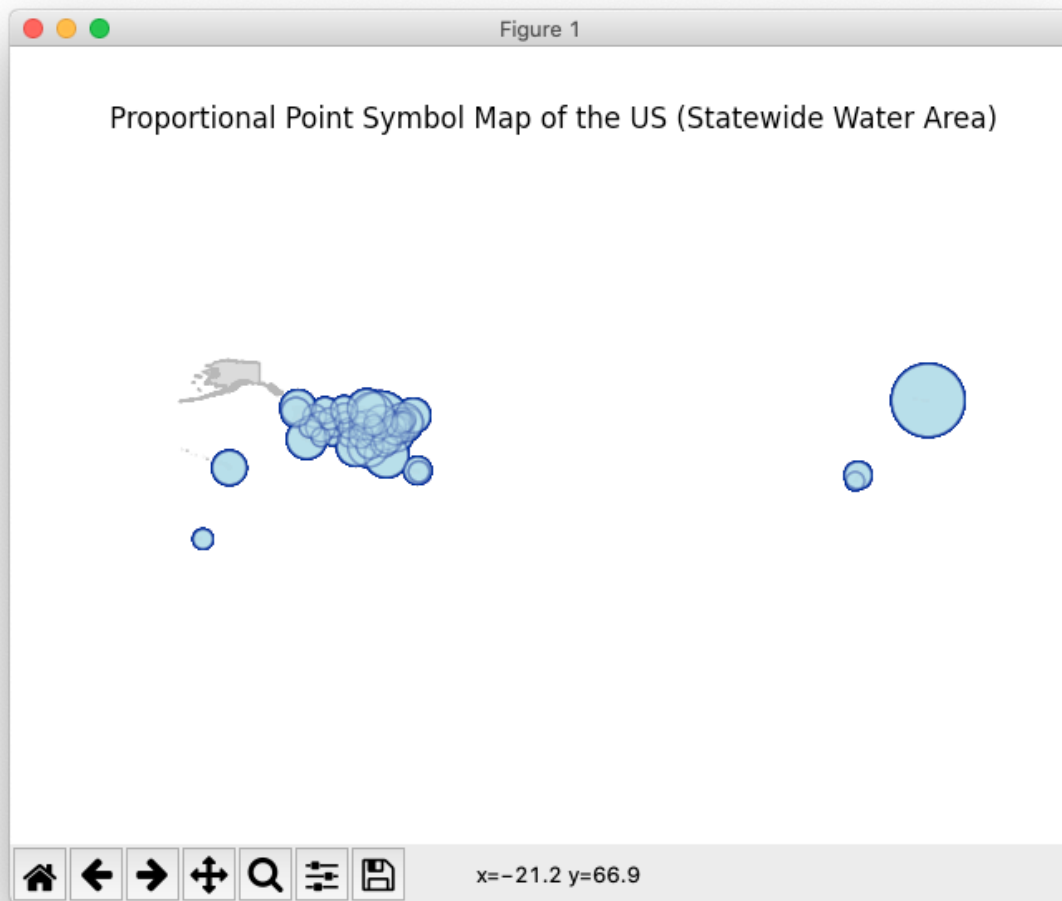 Figure 1
Proportional Point Symbol Map of the US (Statewide Water Area)
x=−21.2 y=66.9